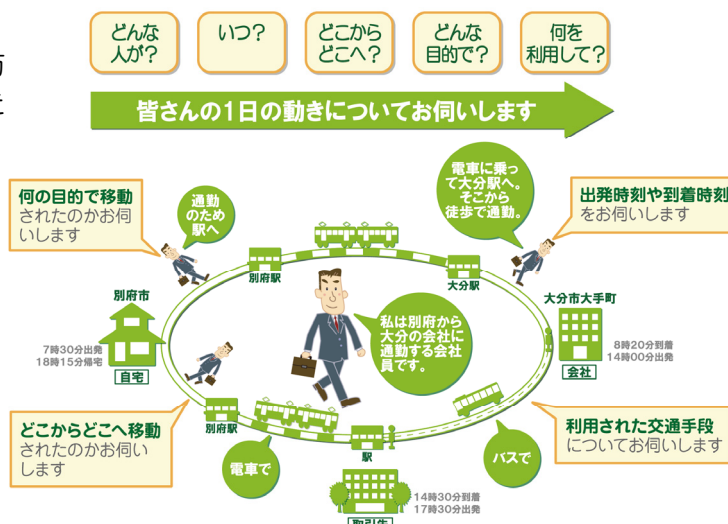 どんな
人が?
いつ?
どこから
どこへ?
どんな
目的で?
何を
利用して?
皆さんの1日の動きについてお伺いします
何の目的で移動
されたのかお伺
いします
通勤
のため
駅へ
電車に乗っ
て大分駅へ。
そこから
徒歩で通勤。
出発時刻や到着時刻
をお伺いします
別府駅
大分駅
別府市
大分市大手町
7時30分出発
18時15分帰宅
自宅
私は別府から
大分の会社に
通勤する会社
員です。
8時20分到着
14時00分出発
会社
どこからどこへ移動
されたのかお伺い
します
別府駅
電車で
駅
バスで
利用された交通手段
についてお伺いします
14時30分到着
17時30分出発
取引先